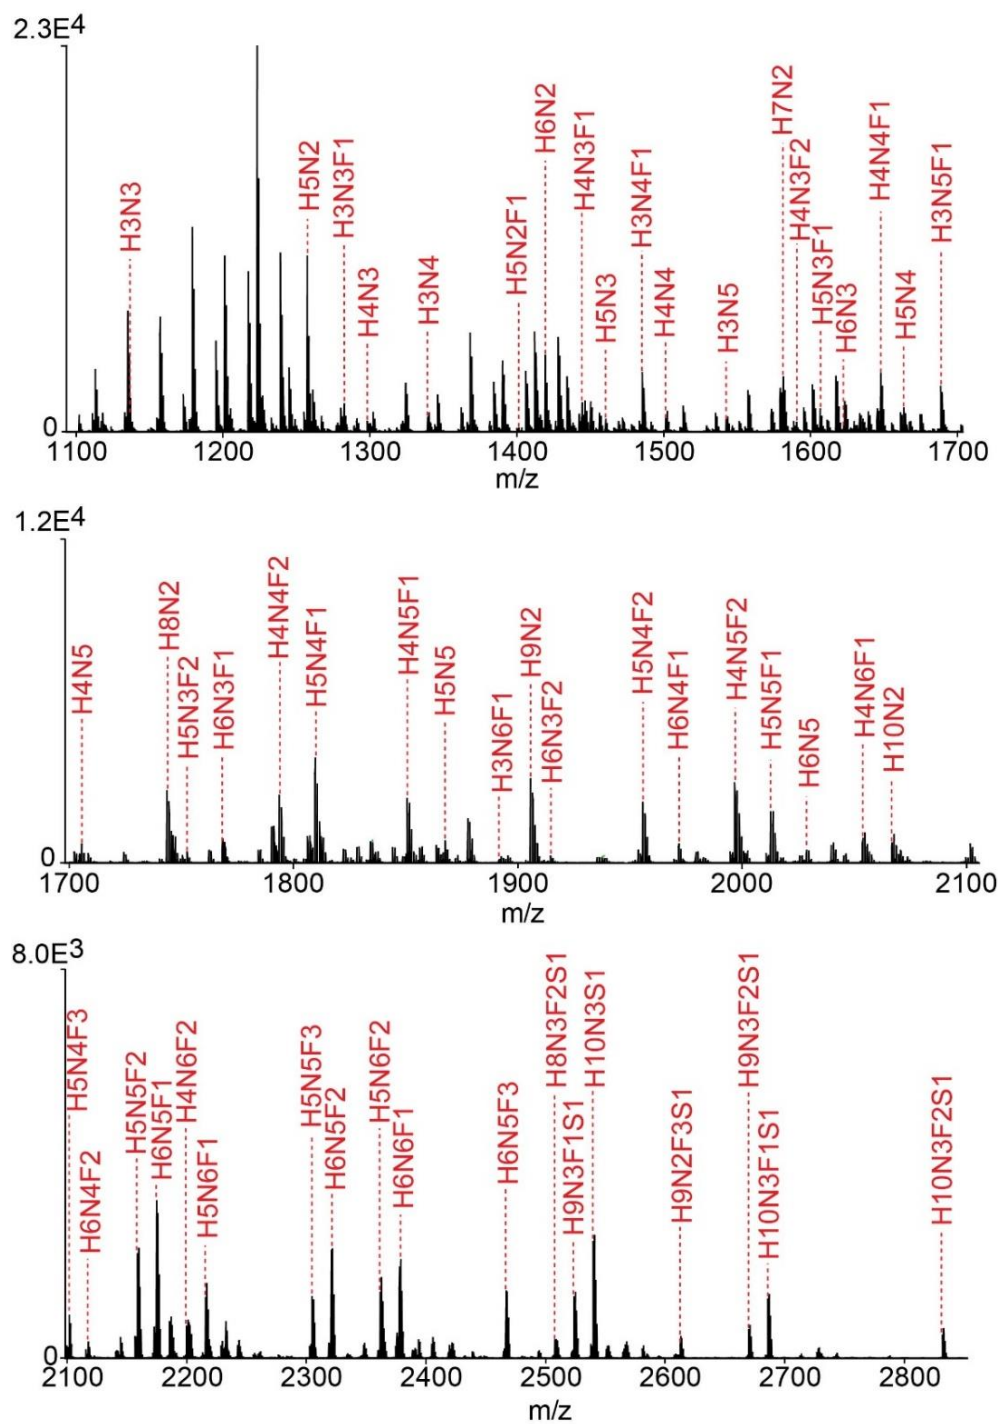 2.3E4
H3N3
H5N2
H3N3F1
H4N3
H3N4
H5N2F1
H6N2
H4N3F1
H5N3
H3N4F1
H4N4
H3N5
H7N2
H4N3F2
H5N3F1
H6N3
H4N4F1
H5N4
H3N5F1
0
1100 1200 1300 1400 1500 1600 1700
m/z
1.2E4
H4N5
H8N2
H5N3F2
H6N3F1
H4N4F2
H5N4F1
H4N5F1
H5N5
H3N6F1
H9N2
H6N3F2
H5N4F2
H6N4F1
H4N5F2
H5N5F1
H6N5
H4N6F1
H10N2
0
1700 1800 1900 2000 2100
m/z
8.0E3
H5N4F3
H6N4F2
H5N5F2
H6N5F1
H4N6F2
H5N6F1
H5N5F3
H6N5F2
H5N6F2
H6N6F1
H6N5F3
H8N3F2S1
H9N3F1S1
H10N3S1
H9N2F3S1
H9N3F2S1
H10N3F1S1
H10N3F2S1
0
2100 2200 2300 2400 2500 2600 2700 2800
m/z